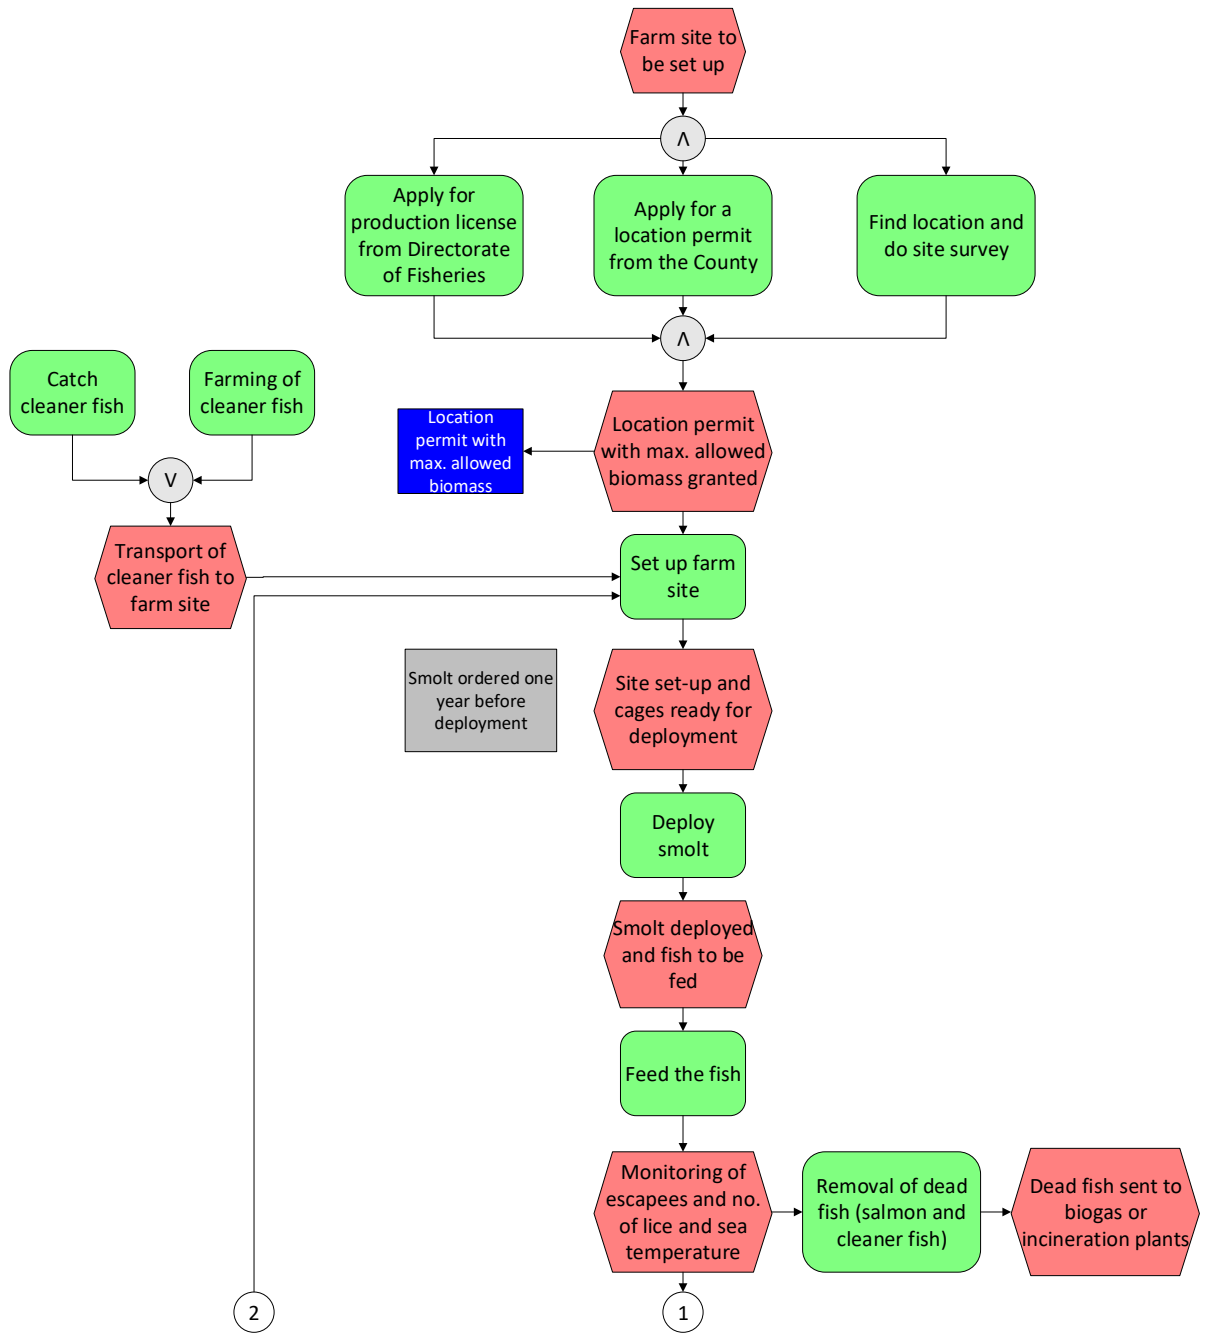 Farm site to
be set up
Λ
Apply for
production license
from Directorate
of Fisheries
Apply for a
location permit
from the County
Find location and
do site survey
Λ
Catch
cleaner fish
Farming of
cleaner fish
V
Location
permit with
max. allowed
biomass
Location permit
with max. allowed
biomass granted
Transport of
cleaner fish to
farm site
Set up farm
site
Smolt ordered one
year before
deployment
Site set-up and
cages ready for
deployment
Deploy
smolt
Smolt deployed
and fish to be
fed
Feed the fish
Monitoring of
escapees and no.
of lice and sea
temperature
Removal of dead
fish (salmon and
cleaner fish)
Dead fish sent to
biogas or
incineration plants
2
1